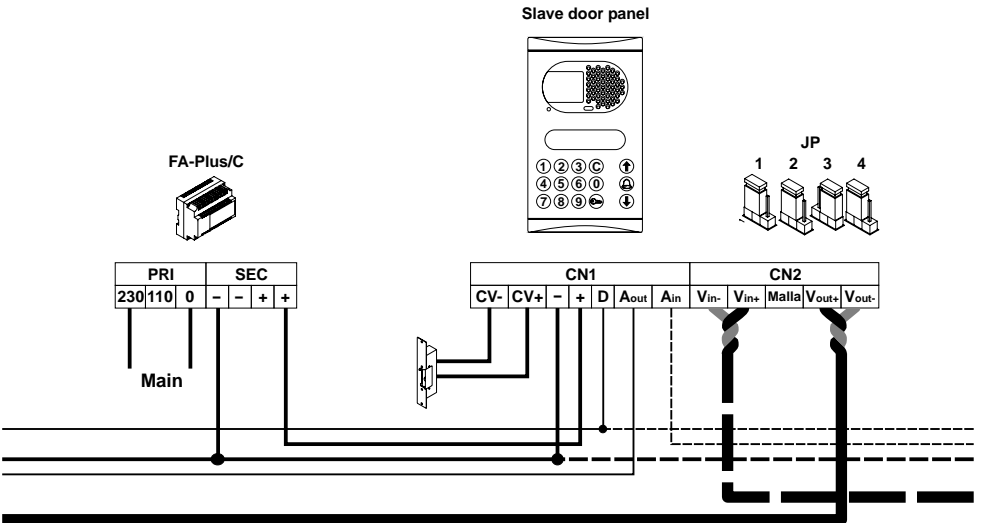 Slave door panel
JP
1 2 3 4
FA-Plus/C
1 2 3 C
4 5 6 0
7 8 9
PRI SEC
230 110 0 − − + +
CN1 CN2
CV- CV+ − + D Aout Ain Vin- Vin+ Malla Vout+ Vout-
Main